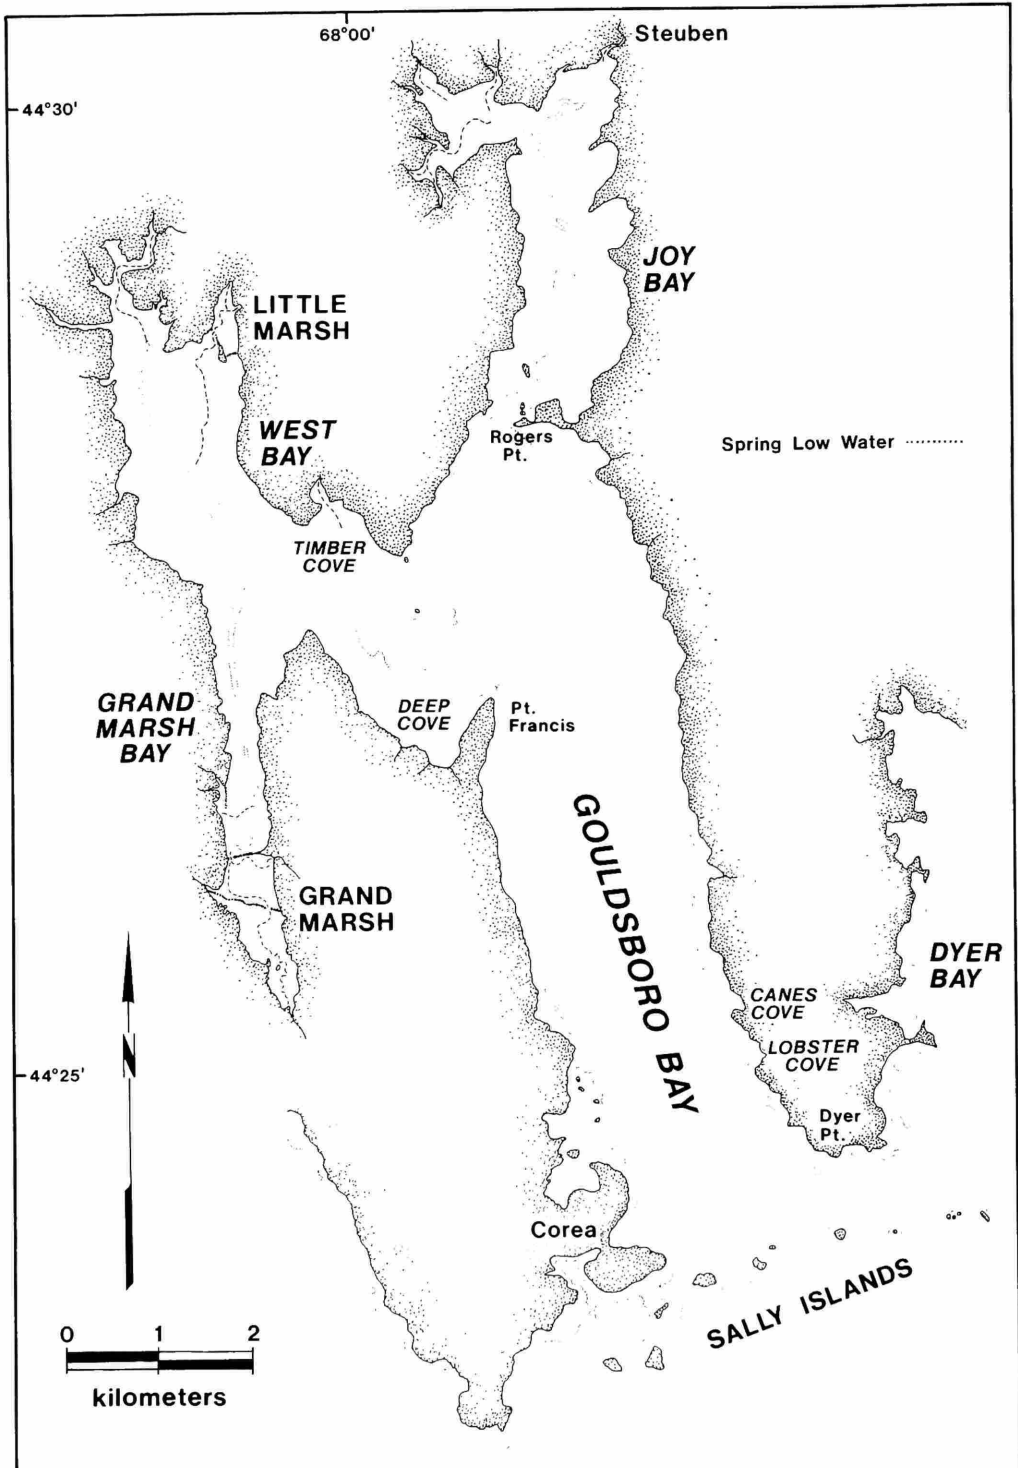 68°00'
Steuben
44°30'
JOY
BAY
LITTLE
MARSH
WEST
BAY
Rogers
Pt.
Spring Low Water
TIMBER
COVE
GRAND
MARSH
BAY
DEEP
COVE
Pt.
Francis
GOULDSBORO BAY
GRAND
MARSH
DYER
BAY
CANES
COVE
LOBSTER
COVE
N
44°25'
Dyer
Pt.
Corea
SALLY ISLANDS
0 1 2
kilometers